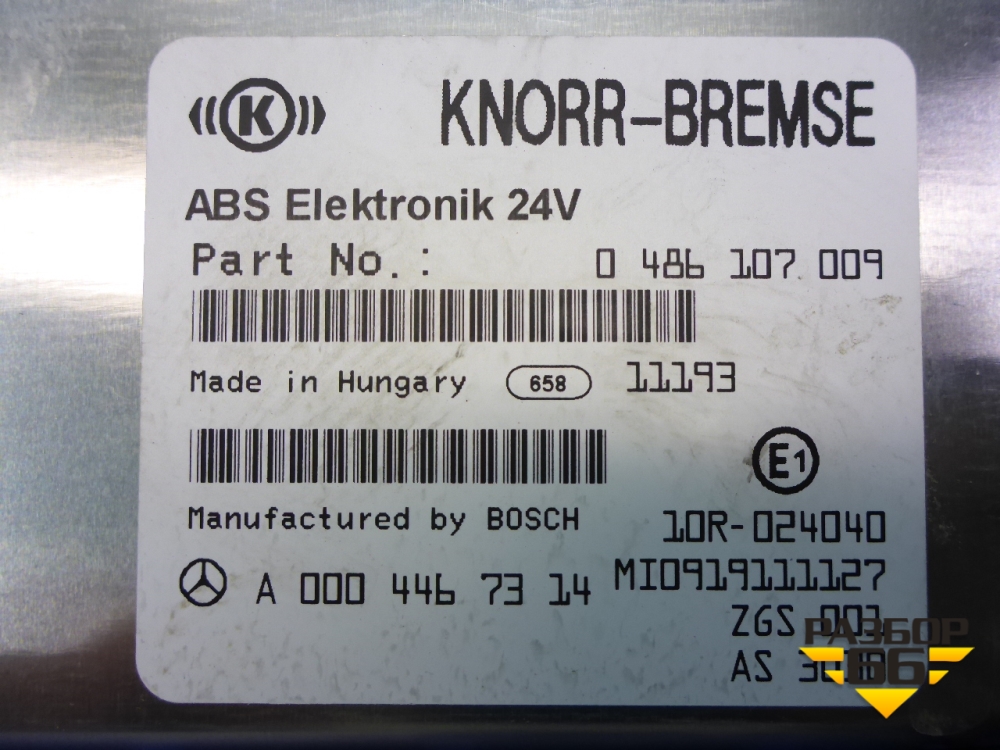 K KNORR-BREMSE
ABS Elektronik 24V
Part No.: 0 486 107 009
Made in Hungary 658 11193
E1
Manufactured by BOSCH 10R-024040
A 000 446 73 14 MI0919111127
ZGS 001
AS
РАЗБОР
66